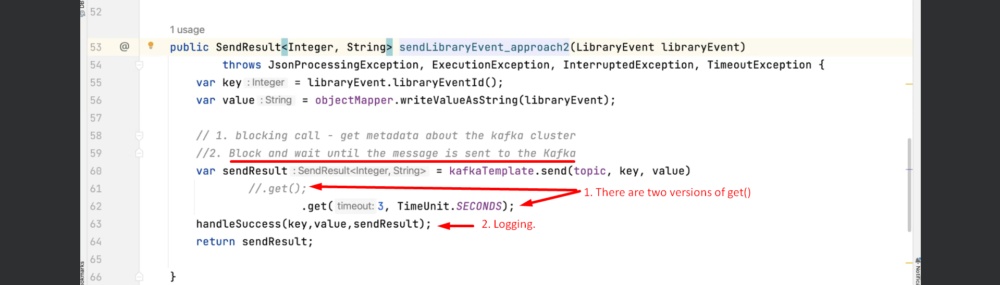 DB
52
1 usage
53 @ public SendResult<Integer, String> sendLibraryEvent_approach2(LibraryEvent libraryEvent)
54 throws JsonProcessingException, ExecutionException, InterruptedException, TimeoutException {
55 var key : Integer = libraryEvent.libraryEventId();
56 var value : String = objectMapper.writeValueAsString(libraryEvent);
57
58 // 1. blocking call - get metadata about the kafka cluster
59 //2. Block and wait until the message is sent to the Kafka
60 var sendResult : SendResult<Integer, String> = kafkaTemplate.send(topic, key, value)
61 //.get();
1. There are two versions of get()
62 .get( timeout: 3, TimeUnit.SECONDS);
63 handleSuccess(key,value,sendResult); 2. Logging.
64 return sendResult;
65
66 }
ookmarks
Notifica